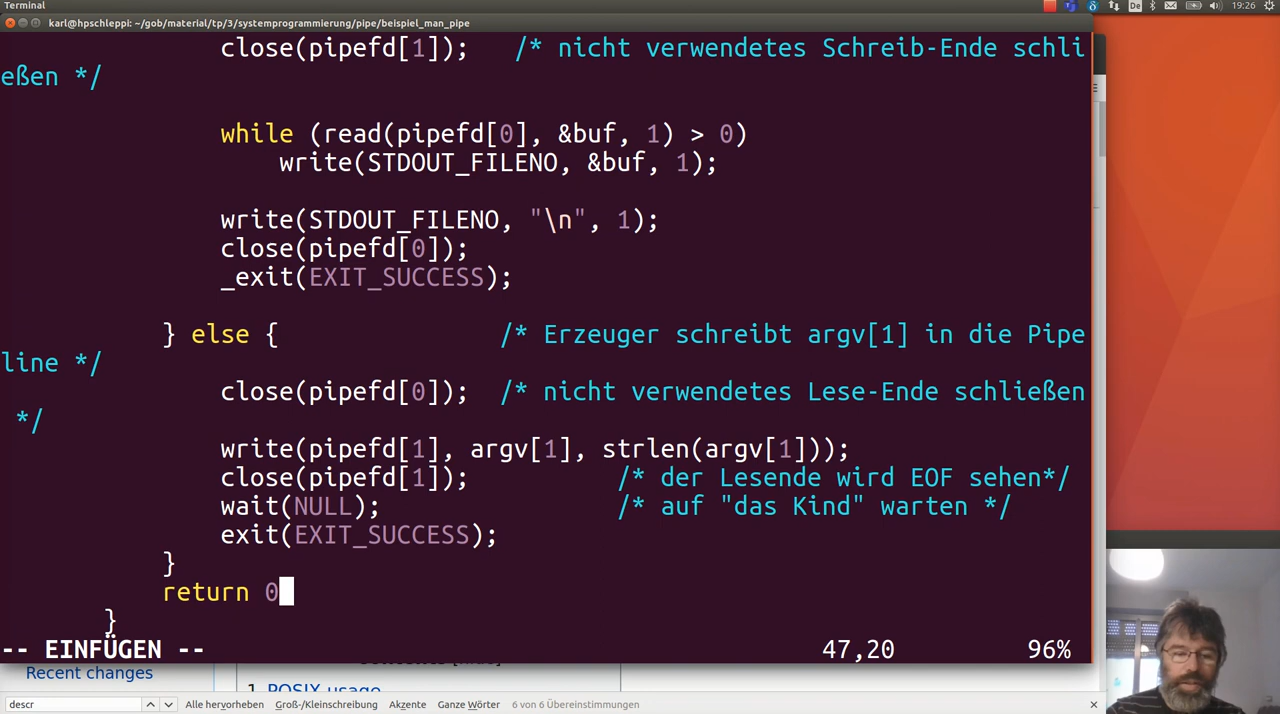 Terminal
De
19:26
karl@hpschleppi: ~/gob/material/tp/3/systemprogrammierung/pipe/beispiel_man_pipe
close(pipefd[1]);   /* nicht verwendetes Schreib-Ende schli
eßen */
while (read(pipefd[0], &buf, 1) > 0)
write(STDOUT_FILENO, &buf, 1);
write(STDOUT_FILENO, "\n", 1);
close(pipefd[0]);
_exit(EXIT_SUCCESS);
} else {               /* Erzeuger schreibt argv[1] in die Pipe
line */
close(pipefd[0]);  /* nicht verwendetes Lese-Ende schließen
*/
write(pipefd[1], argv[1], strlen(argv[1]));
close(pipefd[1]);          /* der Lesende wird EOF sehen*/
wait(NULL);                /* auf "das Kind" warten */
exit(EXIT_SUCCESS);
}
return 0
}
-- EINFÜGEN --                                          47,20         96%
Recent changes
1 POSIX usage
descr
Alle hervorheben Groß-/Kleinschreibung Akzente Ganze Wörter 6 von 6 Übereinstimmungen